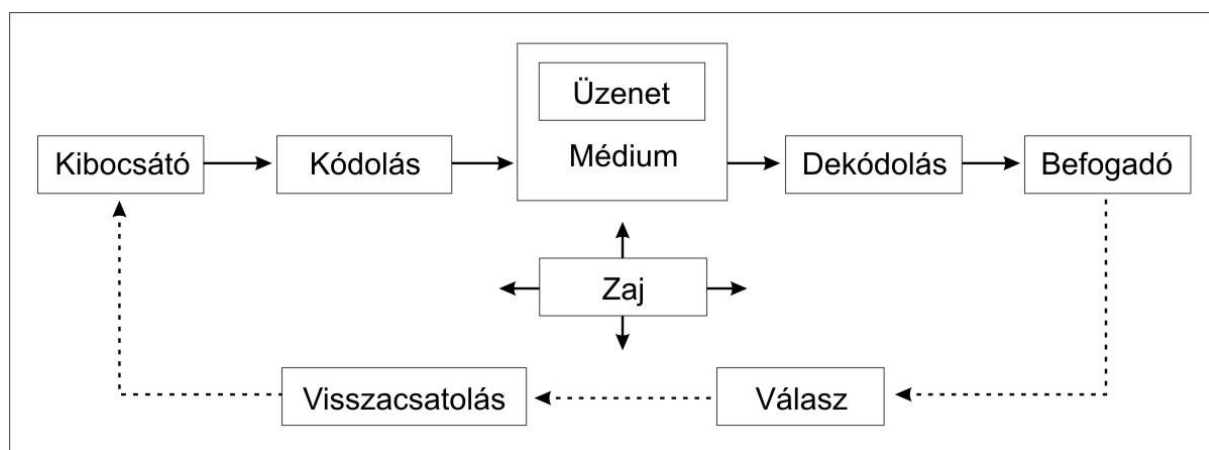 Üzenet
Kibocsátó
Kódolás
Médium
Dekódolás
Befogadó
Zaj
Visszacsatolás
Válasz